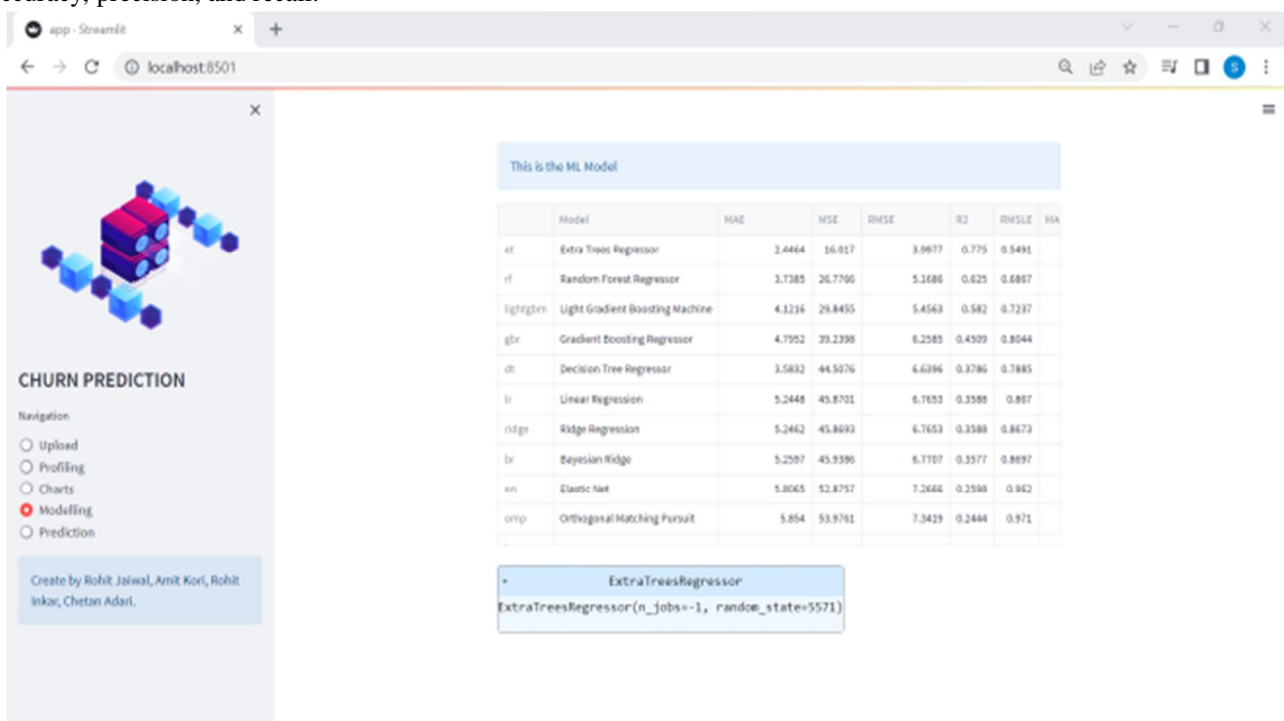 accuracy, precision, and recall.
app - Streamlit
localhost:8501
S
CHURN PREDICTION
Navigation
Upload
Profiling
Charts
Modelling
Prediction
Create by Rohit Jaiwal, Amit Kori, Rohit
Inkar, Chetan Adari.
This is the ML Model
Model MAE MSE RMSE R2 RMSLE MA
et Extra Trees Regressor 2.4464 16.017 3.9977 0.775 0.5491
rf Random Forest Regressor 3.7385 26.7766 5.1686 0.625 0.6867
lightgbm Light Gradient Boosting Machine 4.1216 29.8455 5.4563 0.582 0.7237
gbr Gradient Boosting Regressor 4.7952 39.2398 6.2585 0.4509 0.8044
dt Decision Tree Regressor 3.5832 44.5076 6.6396 0.3786 0.7885
lr Linear Regression 5.2448 45.8701 6.7653 0.3588 0.867
ridge Ridge Regression 5.2462 45.8693 6.7653 0.3588 0.8673
br Bayesian Ridge 5.2597 45.9386 6.7707 0.3577 0.8697
en Elastic Net 5.8065 52.8757 7.2666 0.2598 0.962
omp Orthogonal Matching Pursuit 5.854 53.9761 7.3419 0.2444 0.971
ExtraTreesRegressor
ExtraTreesRegressor(n_jobs=-1, random_state=5571)